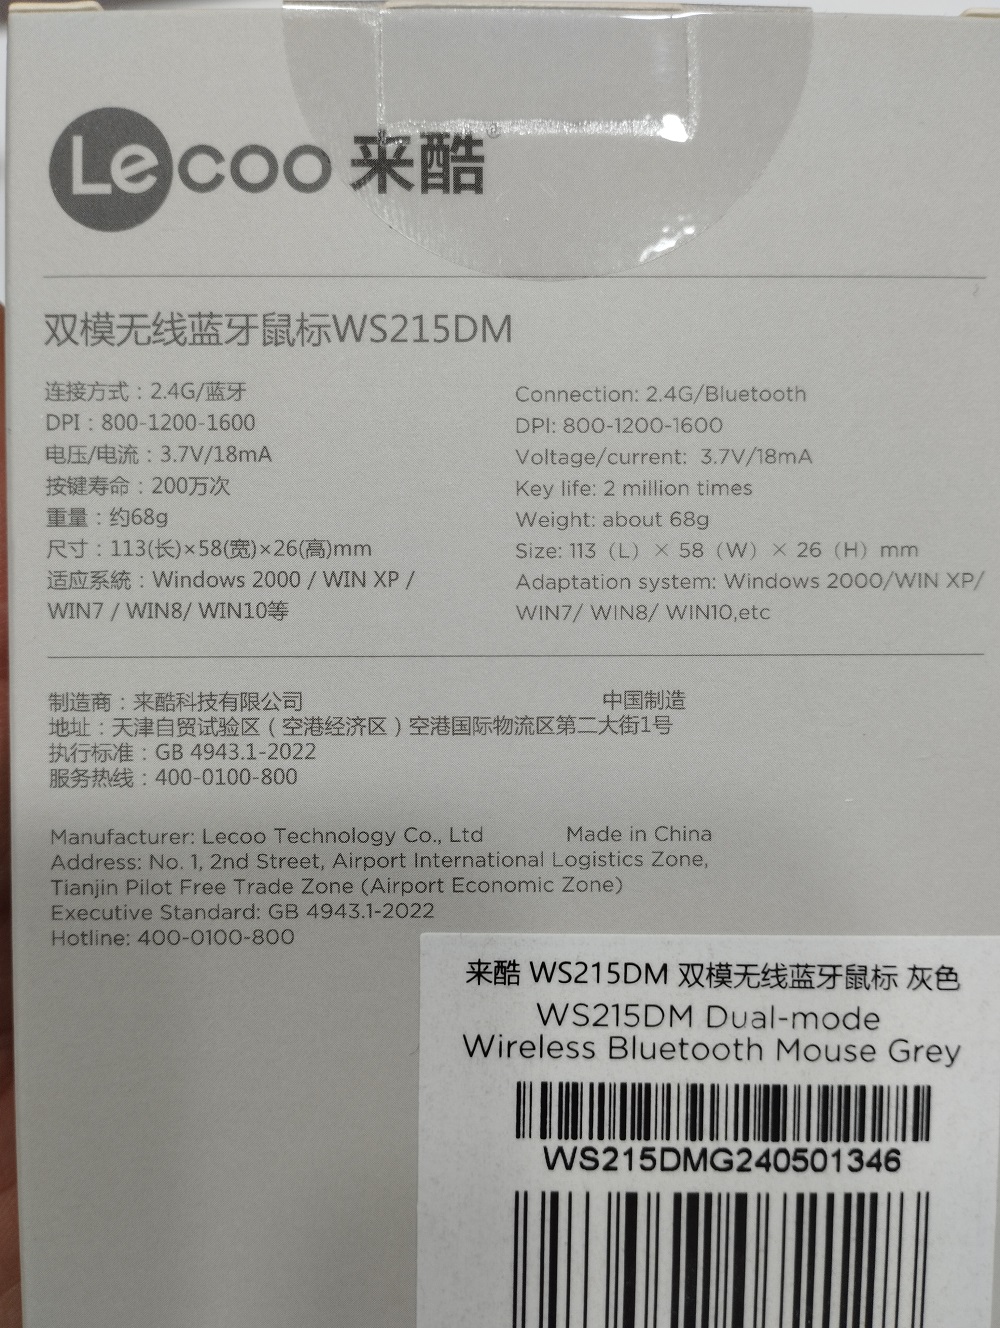 Lecoo 来酷
双模无线蓝牙鼠标WS215DM
连接方式：2.4G/蓝牙
DPI：800-1200-1600
电压/电流：3.7V/18mA
按键寿命：200万次
重量：约68g
尺寸：113(长)×58(宽)×26(高)mm
适应系统：Windows 2000 / WIN XP /
WIN7 / WIN8/ WIN10等
Connection: 2.4G/Bluetooth
DPI: 800-1200-1600
Voltage/current: 3.7V/18mA
Key life: 2 million times
Weight: about 68g
Size: 113（L）× 58（W）× 26（H）mm
Adaptation system: Windows 2000/WIN XP/
WIN7/ WIN8/ WIN10,etc
制造商：来酷科技有限公司 中国制造
地址：天津自贸试验区（空港经济区）空港国际物流区第二大街1号
执行标准：GB 4943.1-2022
服务热线：400-0100-800
Manufacturer: Lecoo Technology Co., Ltd Made in China
Address: No. 1, 2nd Street, Airport International Logistics Zone,
Tianjin Pilot Free Trade Zone (Airport Economic Zone)
Executive Standard: GB 4943.1-2022
Hotline: 400-0100-800
来酷 WS215DM 双模无线蓝牙鼠标 灰色
WS215DM Dual-mode
Wireless Bluetooth Mouse Grey
WS215DMG240501346